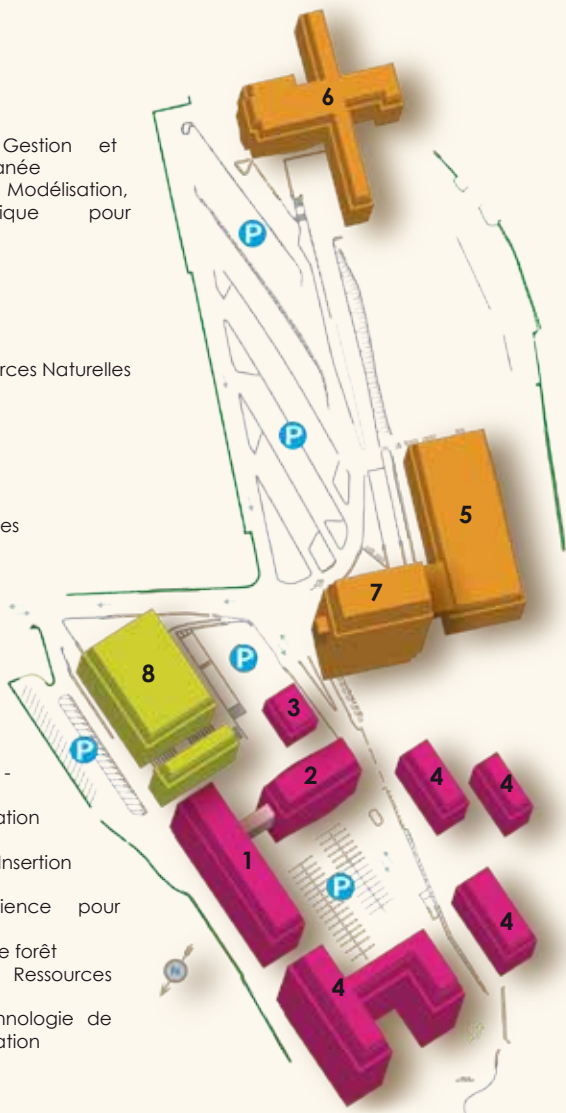 6
Gestion et
anée
Modélisation,
ique pour
P
rces Naturelles
P
5
es
7
8
P
3
P
2
-
4
4
ation
1
Insertion
P
ience pour
4
e forêt
N
4
Ressources
hnologie de
ation